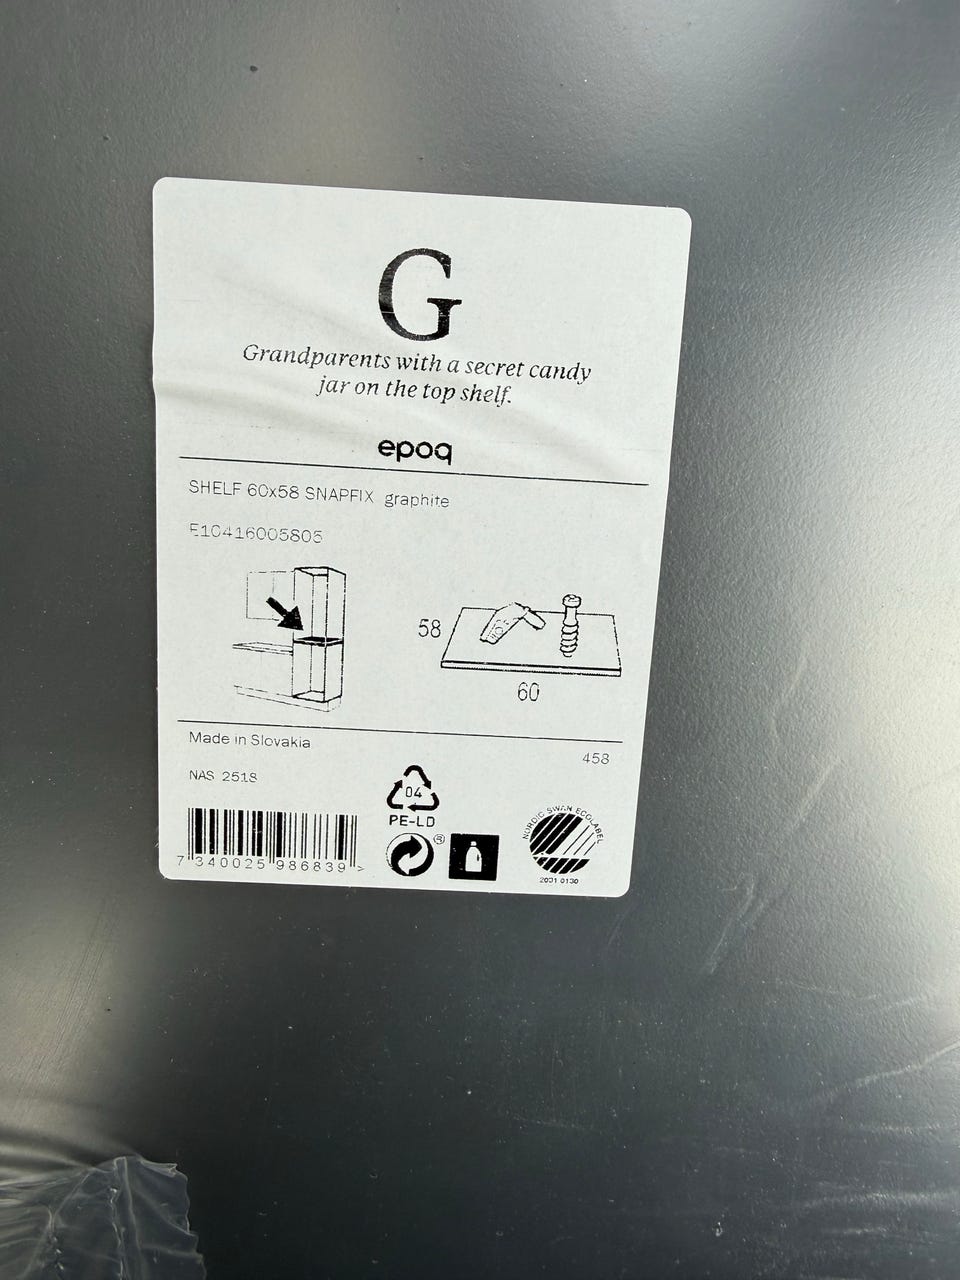 G
Grandparents with a secret candy
jar on the top shelf.
epoq
SHELF 60x58 SNAPFIX graphite
E10416005805
58
60
Made in Slovakia
458
NAS 2518
04
PE-LD
7 340025 986839 >
®
NORDIC SWAN ECOLABEL
2031 0130